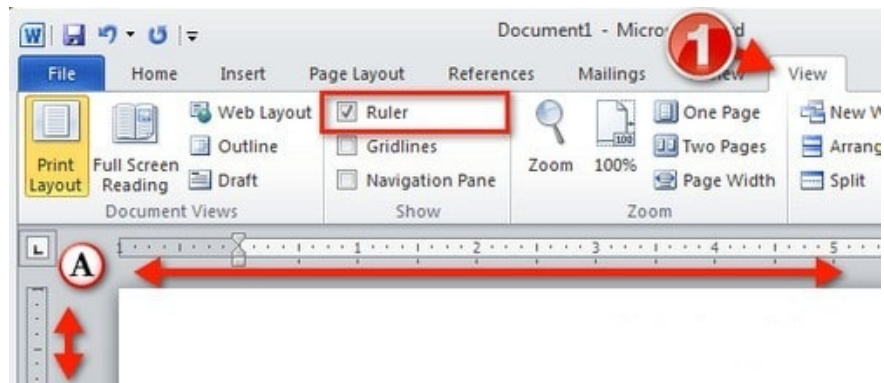 Document1 - Micro
1
File Home Insert Page Layout References Mailings View
Print Layout
Full Screen Reading
Web Layout
Outline
Draft
Document Views
Ruler
Gridlines
Navigation Pane
Show
Zoom
100%
One Page
Two Pages
Page Width
Zoom
New W
Arrang
Split
L
A
1 1 2 3 4 5